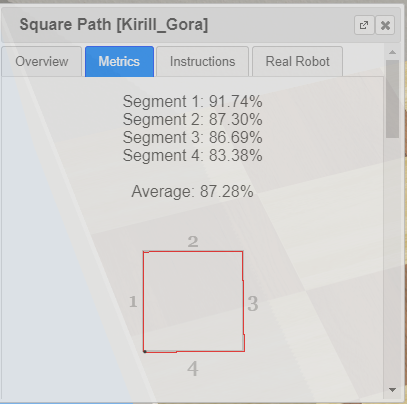 Square Path [Kirill_Gora]
Overview Metrics Instructions Real Robot
Segment 1: 91.74%
Segment 2: 87.30%
Segment 3: 86.69%
Segment 4: 83.38%
Average: 87.28%
2
1 3
4